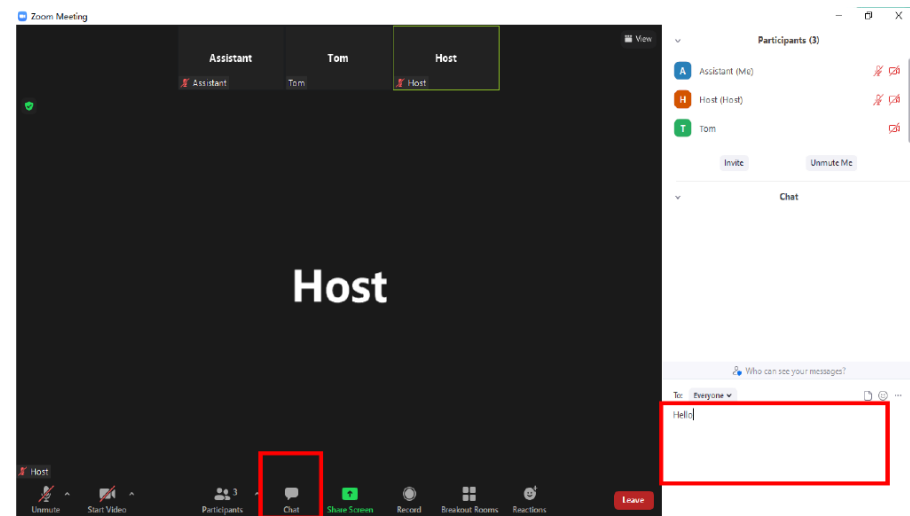 Zoom Meeting
View
Assistant
Tom
Host
Assistant
Tom
Host
Host
Host
Unmute
Start Video
3
Participants
Chat
Share Screen
Record
Breakout Rooms
Reactions
Leave
Participants (3)
A Assistant (Me)
H Host (Host)
T Tom
Invite
Unmute Me
Chat
Who can see your messages?
To: Everyone
Hello